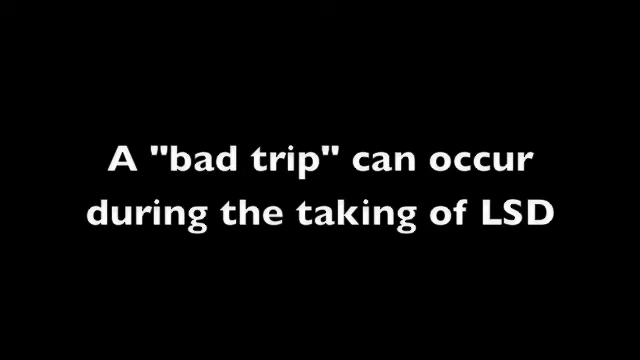 A "bad trip" can occur
during the taking of LSD